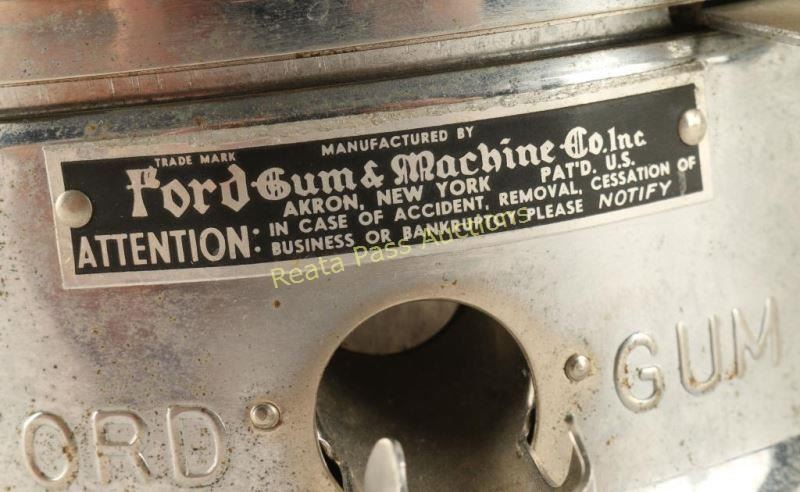 MANUFACTURED BY
TRADE MARK
Ford Gum & Machine Co. Inc.
AKRON, NEW YORK PAT'D. U.S.
ATTENTION: IN CASE OF ACCIDENT, REMOVAL, CESSATION OF
BUSINESS OR BANKRUPTCY PLEASE NOTIFY
Reata Pass Auctions
ORD GUM